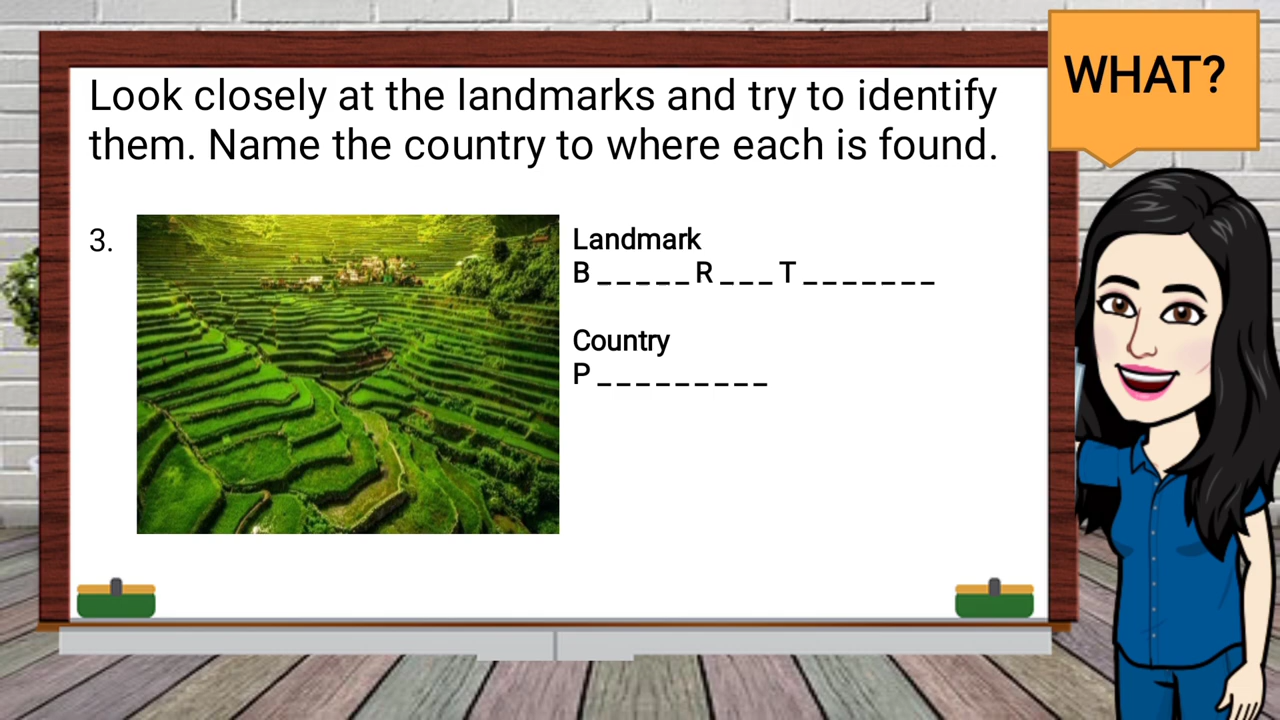 WHAT?
Look closely at the landmarks and try to identify
them. Name the country to where each is found.
3.
Landmark
B _ _ _ _ _ R _ _ _ T _ _ _ _ _ _ _
Country
P _ _ _ _ _ _ _ _ _ _